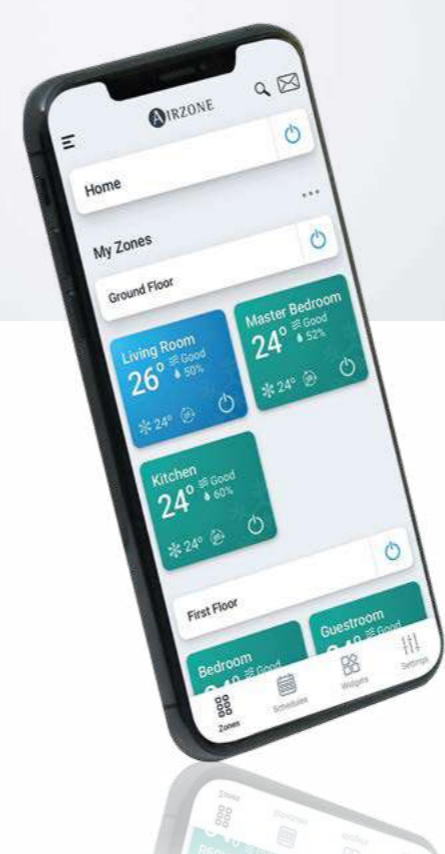 AIRZONE
Home
My Zones
Ground Floor
Living Room
26° Good
50%
24°
Master Bedroom
24° Good
52%
24°
Kitchen
24° Good
60%
24°
First Floor
Bedroom
Good
Guestroom
Good
Zones
Schedules
Widgets
Settings